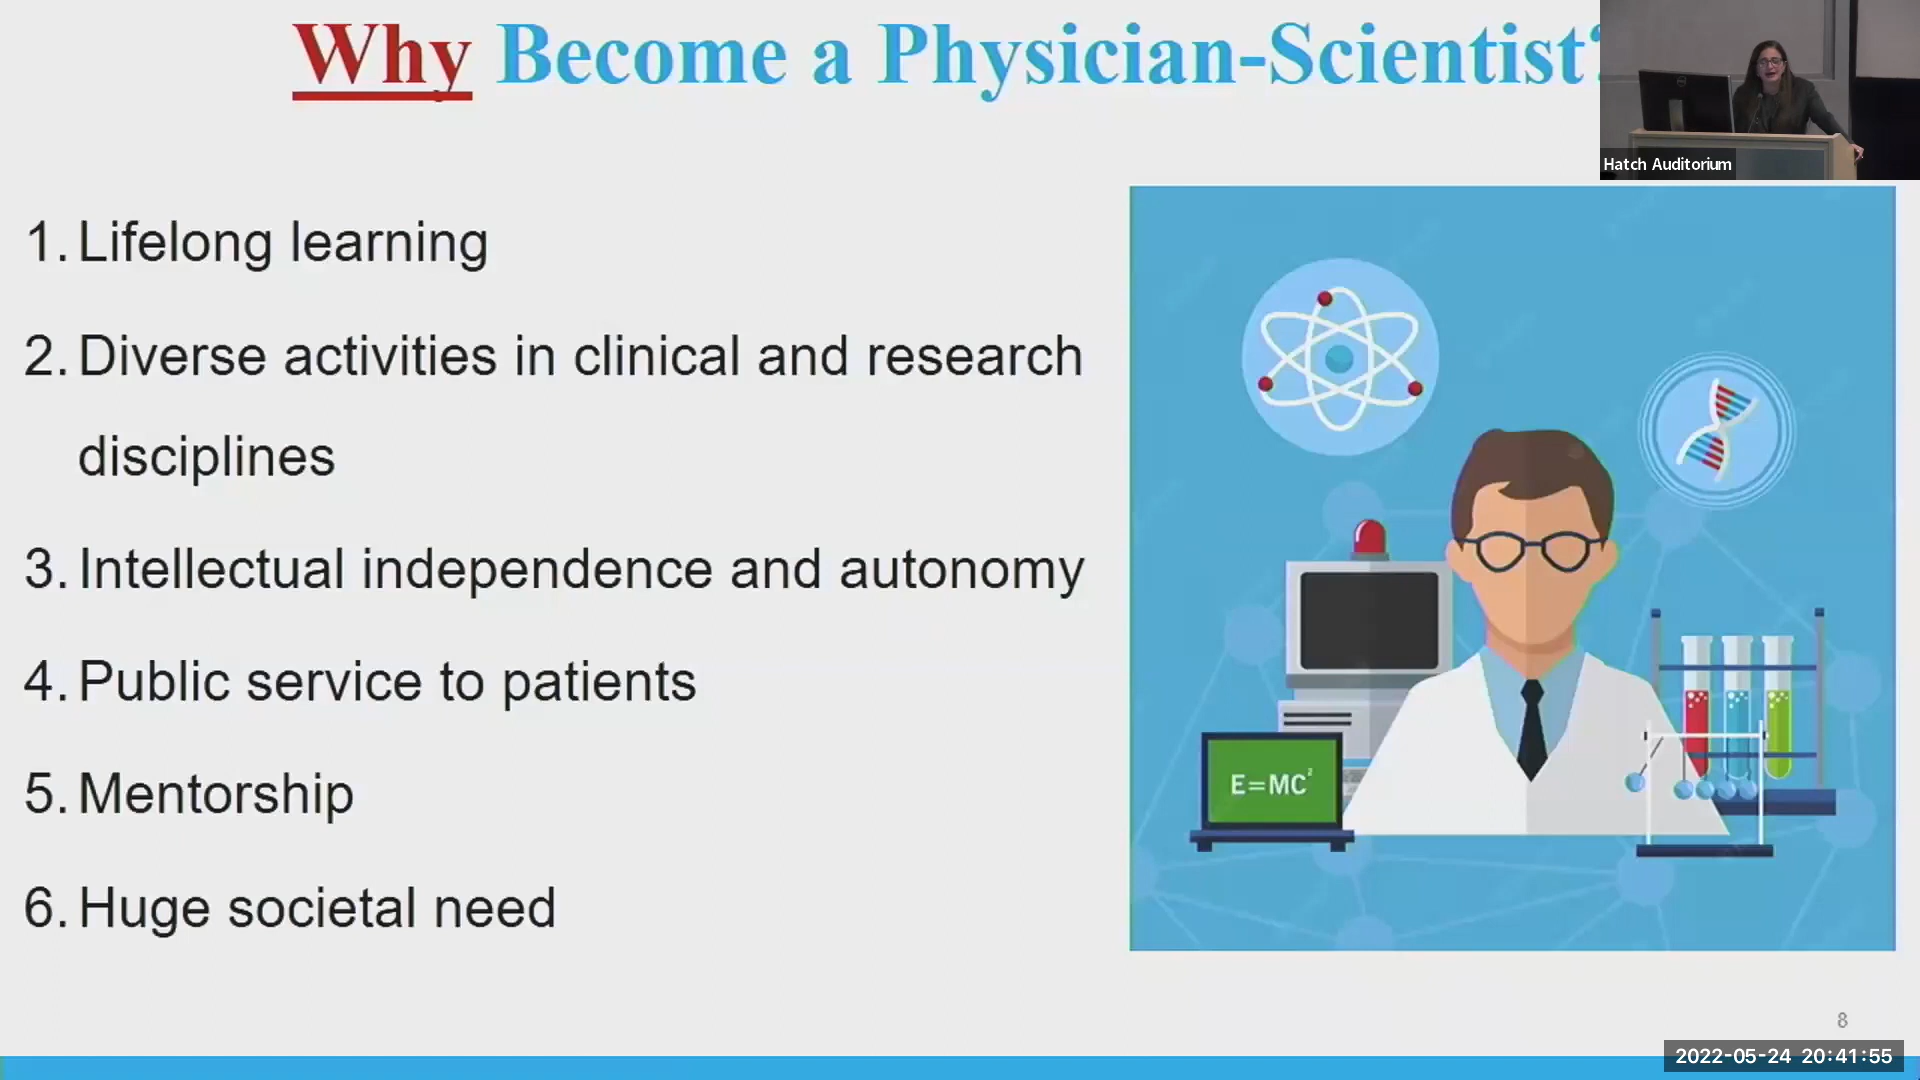 Why Become a Physician-Scientist?
Hatch Auditorium
1. Lifelong learning
2. Diverse activities in clinical and research
disciplines
3. Intellectual independence and autonomy
4. Public service to patients
5. Mentorship
6. Huge societal need
E=MC²
8
2022-05-24 20:41:55